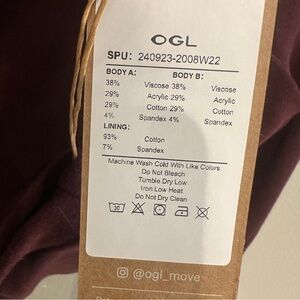 OGL
SPU: 240923-2008W22
BODY A: BODY B:
38% Viscose 38% Viscose
29% Acrylic 29% Acrylic
29% Cotton 29% Cotton
4% Spandex 4% Spandex
LINING:
93% Cotton
7% Spandex
Machine Wash Cold With Like Colors
Do Not Bleach
Tumble Dry Low
Iron Low Heat
Do Not Dry Clean
30
@ogl_move